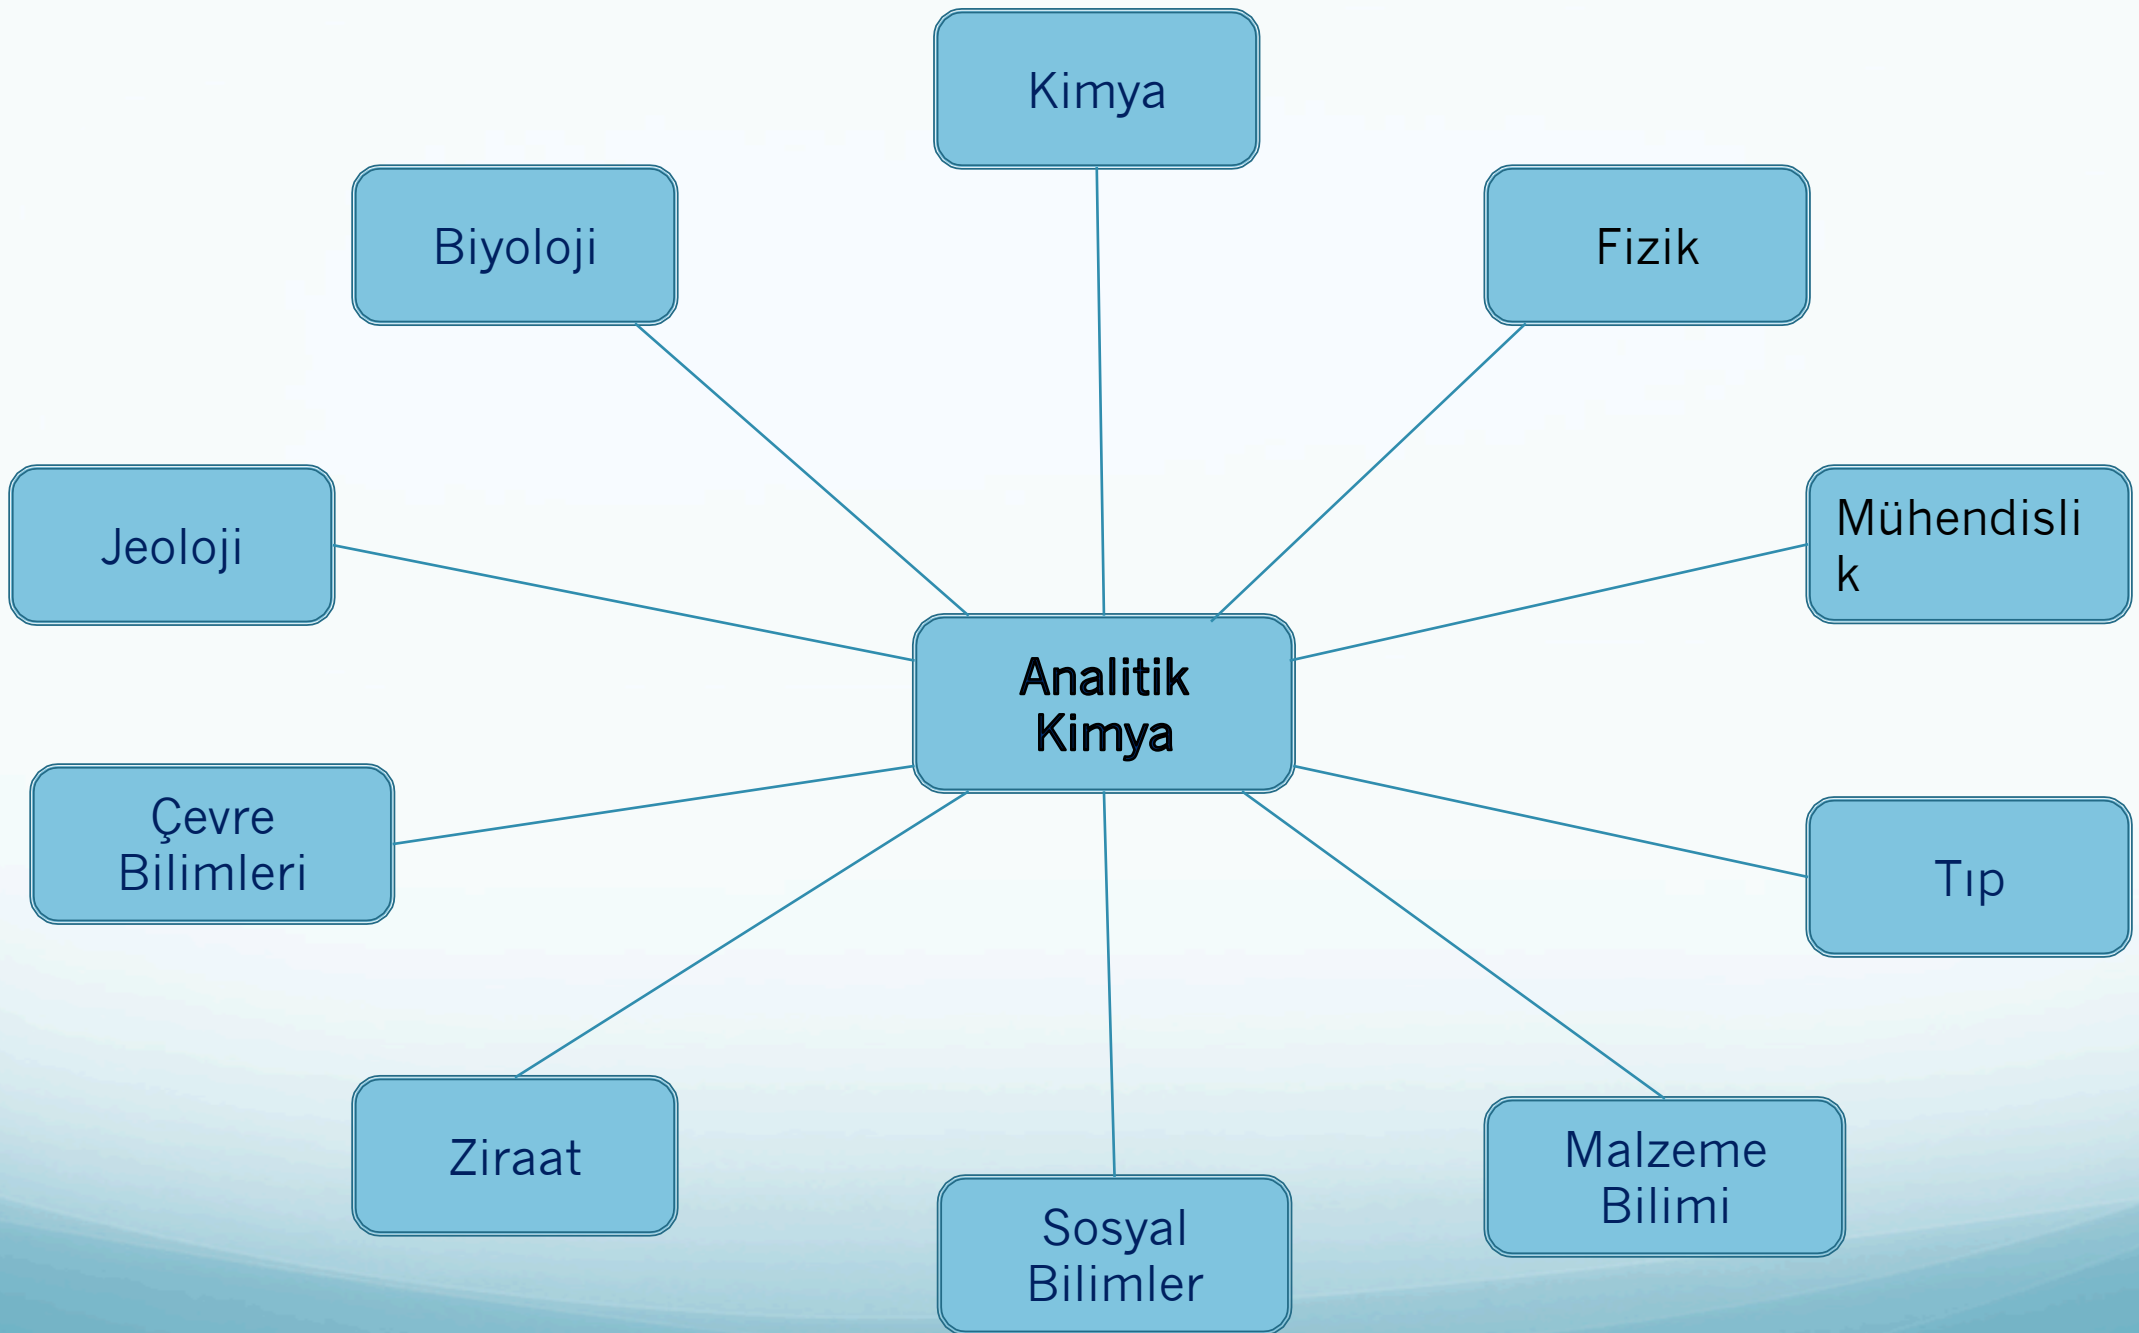 Kimya
Biyoloji
Fizik
Jeoloji
Mühendisli
k
Analitik
Kimya
Çevre
Bilimleri
Tıp
Ziraat
Malzeme
Bilimi
Sosyal
Bilimler